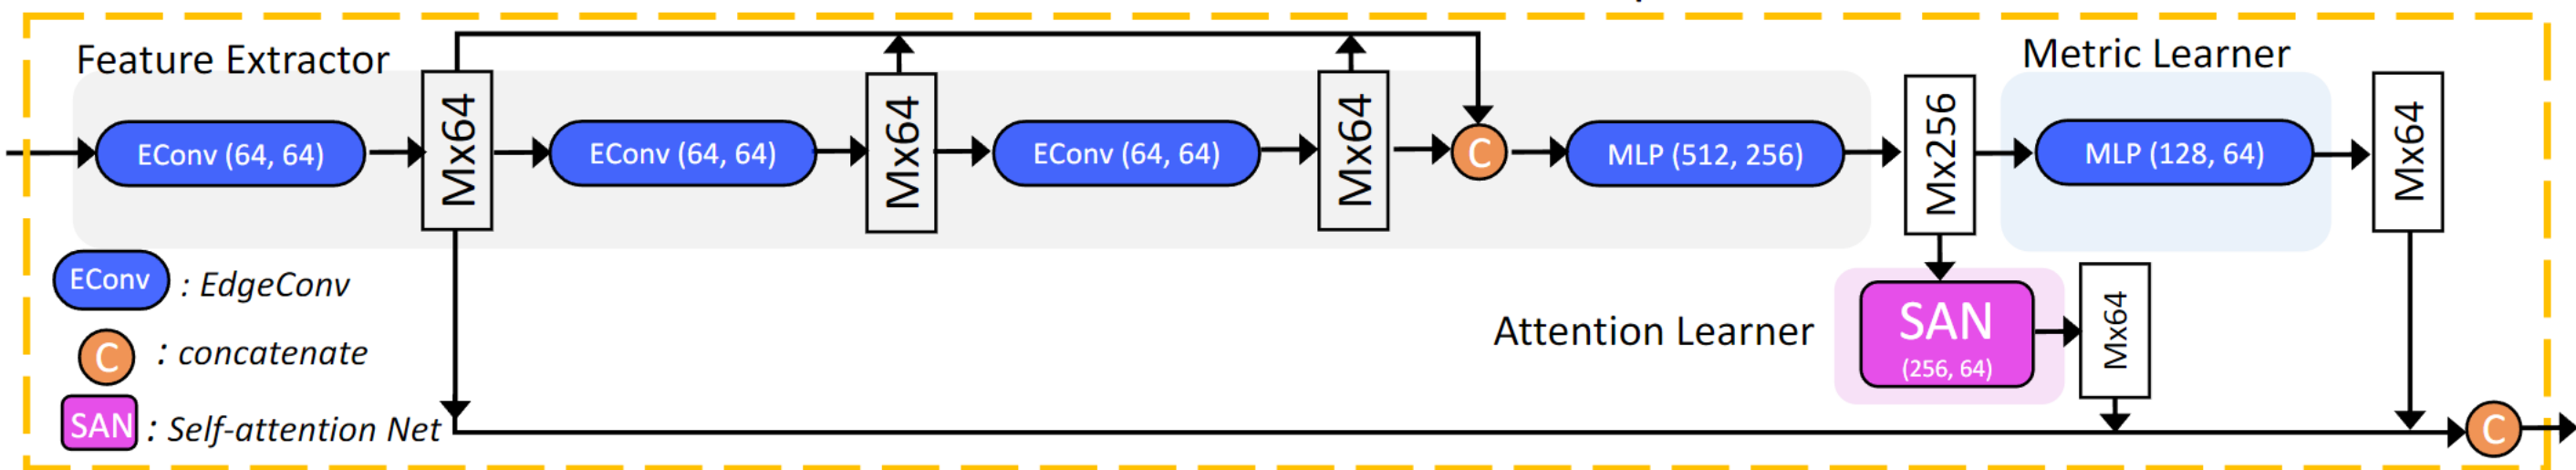 Feature Extractor
Metric Learner
EConv (64, 64)
Mx64
EConv (64, 64)
Mx64
EConv (64, 64)
Mx64
C
MLP (512, 256)
Mx256
MLP (128, 64)
Mx64
EConv : EdgeConv
C : concatenate
SAN : Self-attention Net
Attention Learner
SAN
(256, 64)
Mx64
C